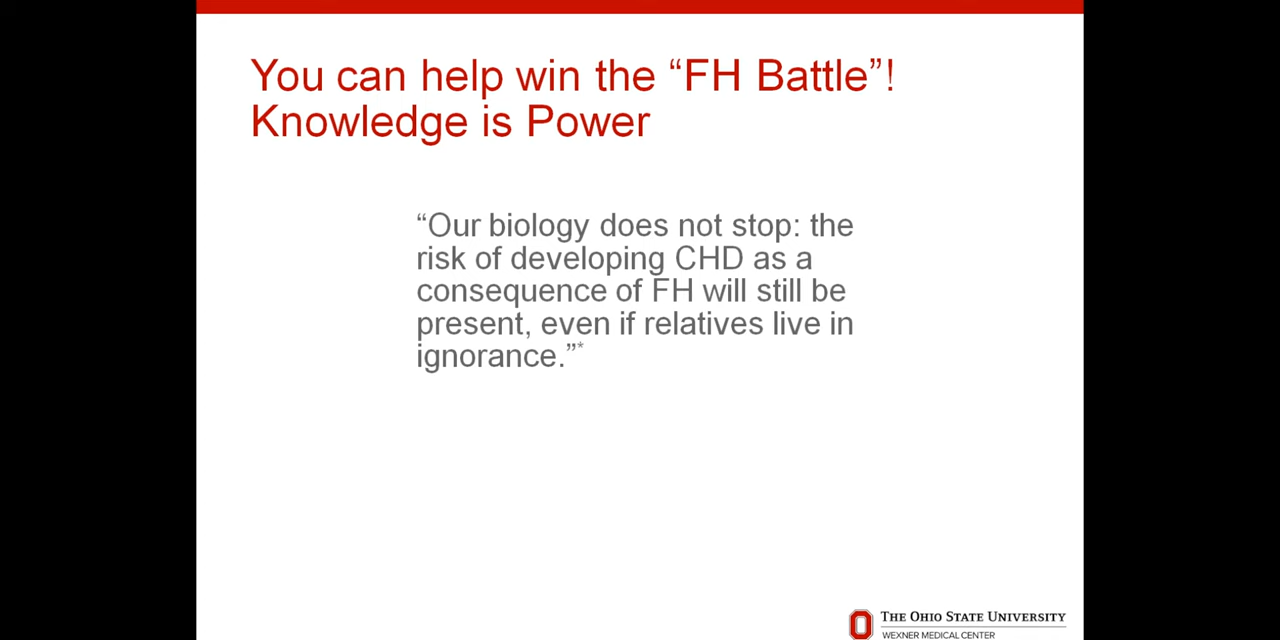 You can help win the “FH Battle”!
Knowledge is Power
“Our biology does not stop: the
risk of developing CHD as a
consequence of FH will still be
present, even if relatives live in
ignorance.”*
THE OHIO STATE UNIVERSITY
WEXNER MEDICAL CENTER